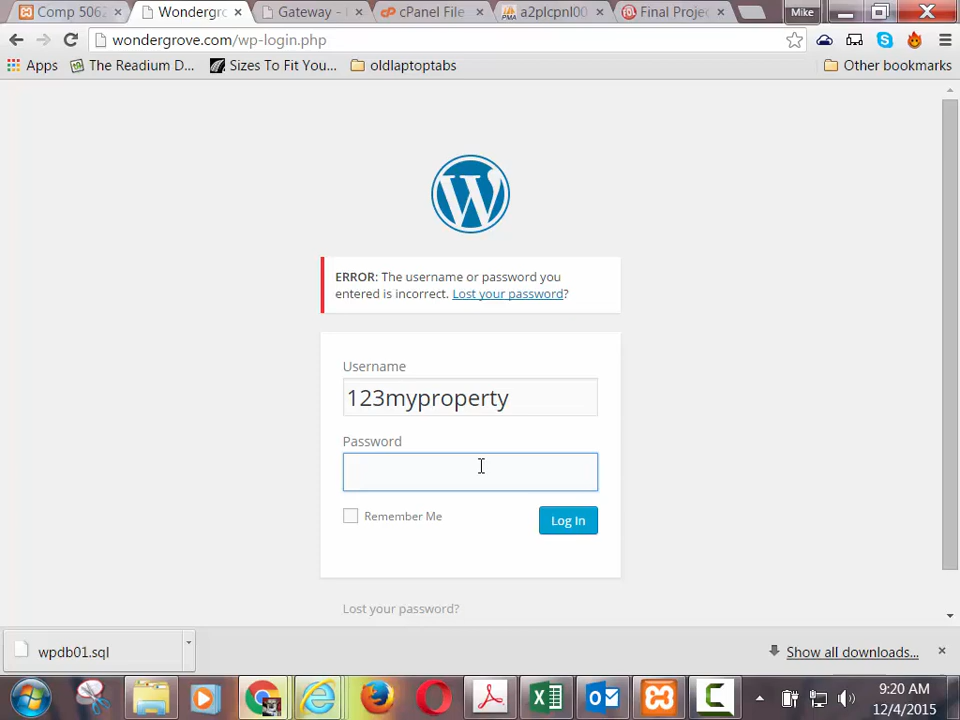 Comp 5062
Wondergro
Gateway -
cPanel File
a2plcpnl00
Final Projec
Mike
wondergrove.com/wp-login.php
Apps
The Readium D...
Sizes To Fit You...
oldlaptoptabs
Other bookmarks
ERROR: The username or password you
entered is incorrect. Lost your password?
Username
123myproperty
Password
Remember Me
Log In
Lost your password?
wpdb01.sql
Show all downloads...
9:20 AM
12/4/2015